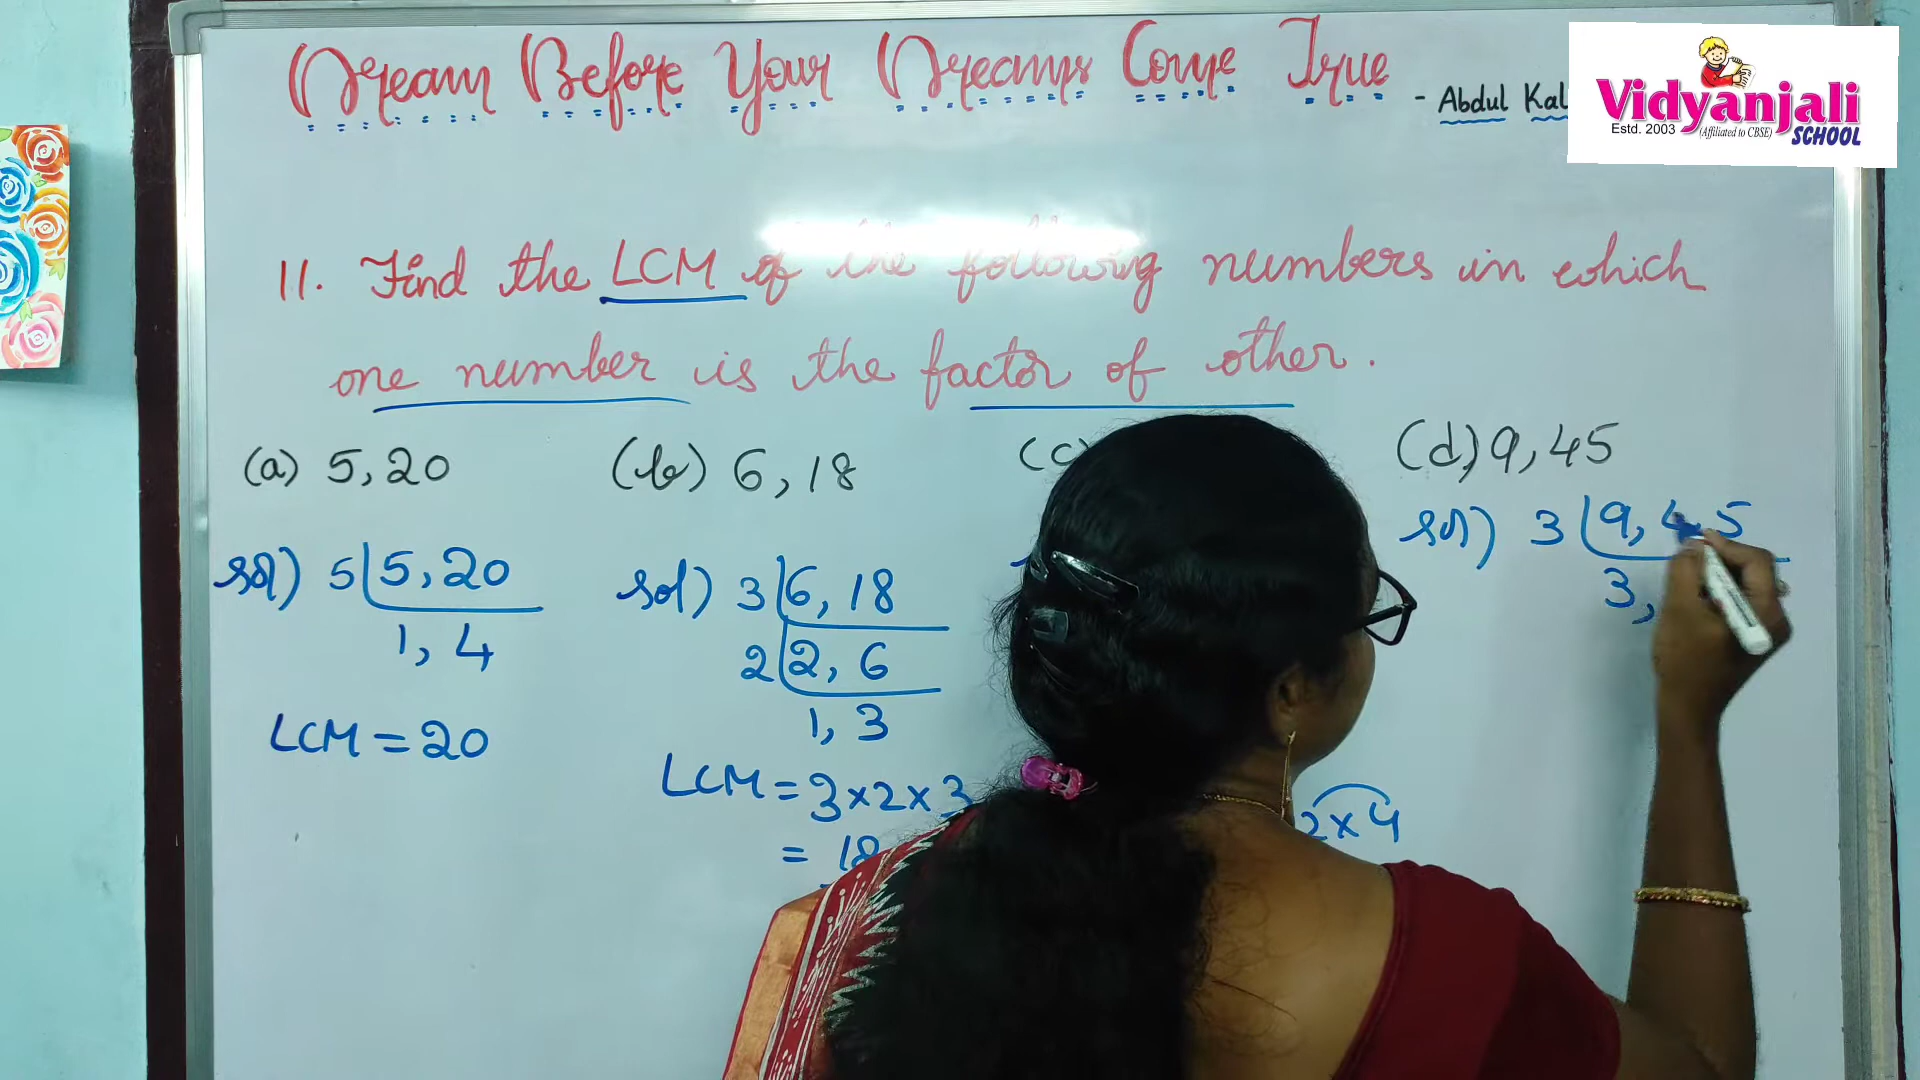 Dream Before Your Dreams Come True - Abdul Kal
Vidyanjali
Estd. 2003 (Affiliated to CBSE) SCHOOL
11. Find the LCM of the following numbers in which
one number is the factor of other.
(a) 5, 20 (b) 6, 18 (c) (d) 9, 45
sol) 5 5, 20
1, 4
LCM = 20
sol) 3 6, 18
2 2, 6
1, 3
LCM = 3 x 2 x 3
= 18
2 x 4
sol) 3 9, 45
3,